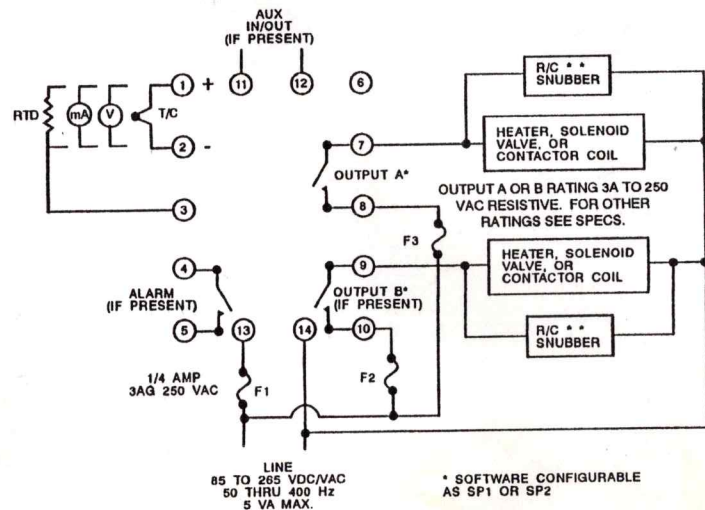 AUX
IN/OUT
(IF PRESENT)
R/C * *
SNUBBER
1 + 11 12 6
RTD mA V T/C
2 -
7
HEATER, SOLENOID
VALVE, OR
CONTACTOR COIL
OUTPUT A*
3
8
OUTPUT A OR B RATING 3A TO 250
VAC RESISTIVE. FOR OTHER
RATINGS SEE SPECS.
F3
4
9
HEATER, SOLENOID
VALVE, OR
CONTACTOR COIL
ALARM
(IF PRESENT)
OUTPUT B*
(IF PRESENT)
5 13 14 10
R/C * *
SNUBBER
1/4 AMP
3AG 250 VAC
F1
F2
LINE
85 TO 265 VDC/VAC
50 THRU 400 Hz
5 VA MAX.
* SOFTWARE CONFIGURABLE
AS SP1 OR SP2